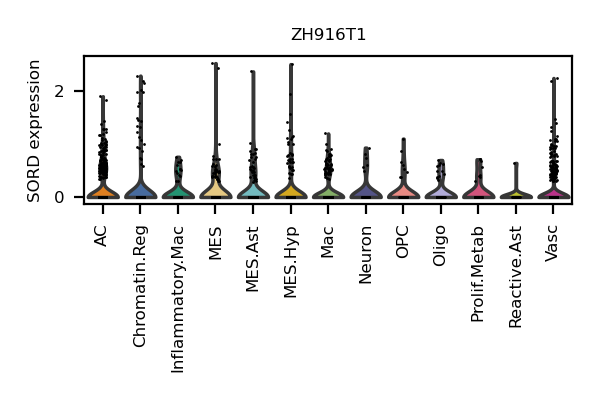 ZH916T1
SORD expression
2
0
AC
Chromatin.Reg
Inflammatory.Mac
MES
MES.Ast
MES.Hyp
Mac
Neuron
OPC
Oligo
Prolif.Metab
Reactive.Ast
Vasc